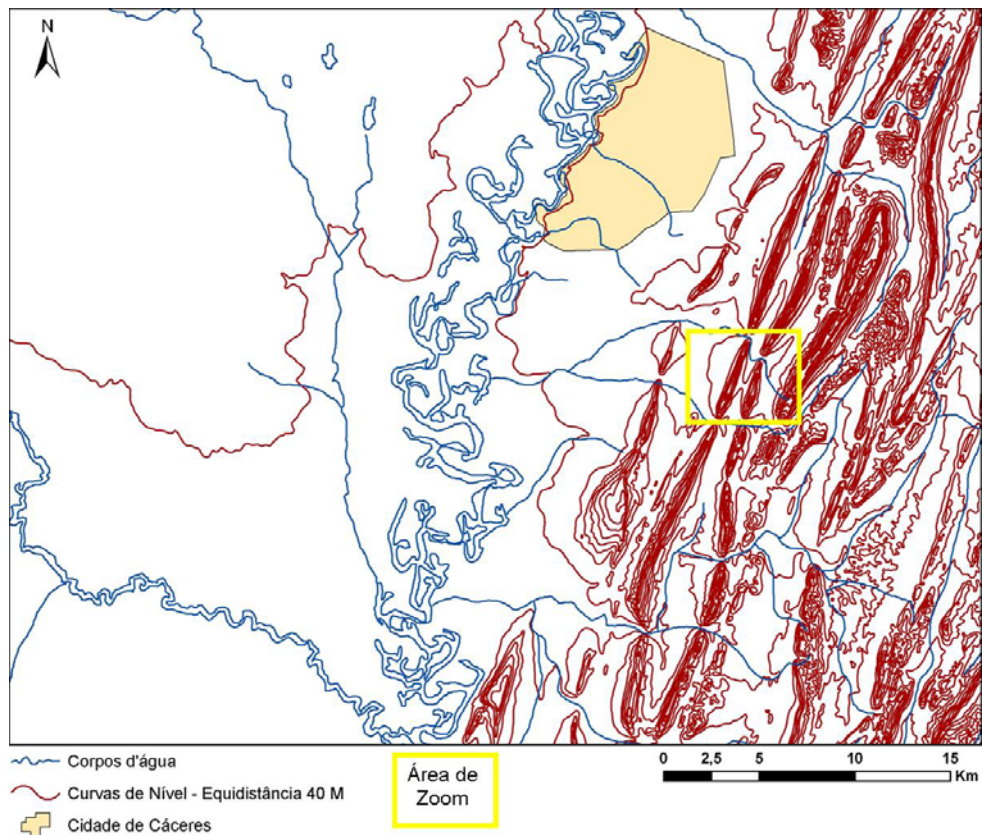 N
Corpos d'água
Curvas de Nível - Equidistância 40 M
Cidade de Cáceres
Área de
Zoom
0 2,5 5 10 15
Km